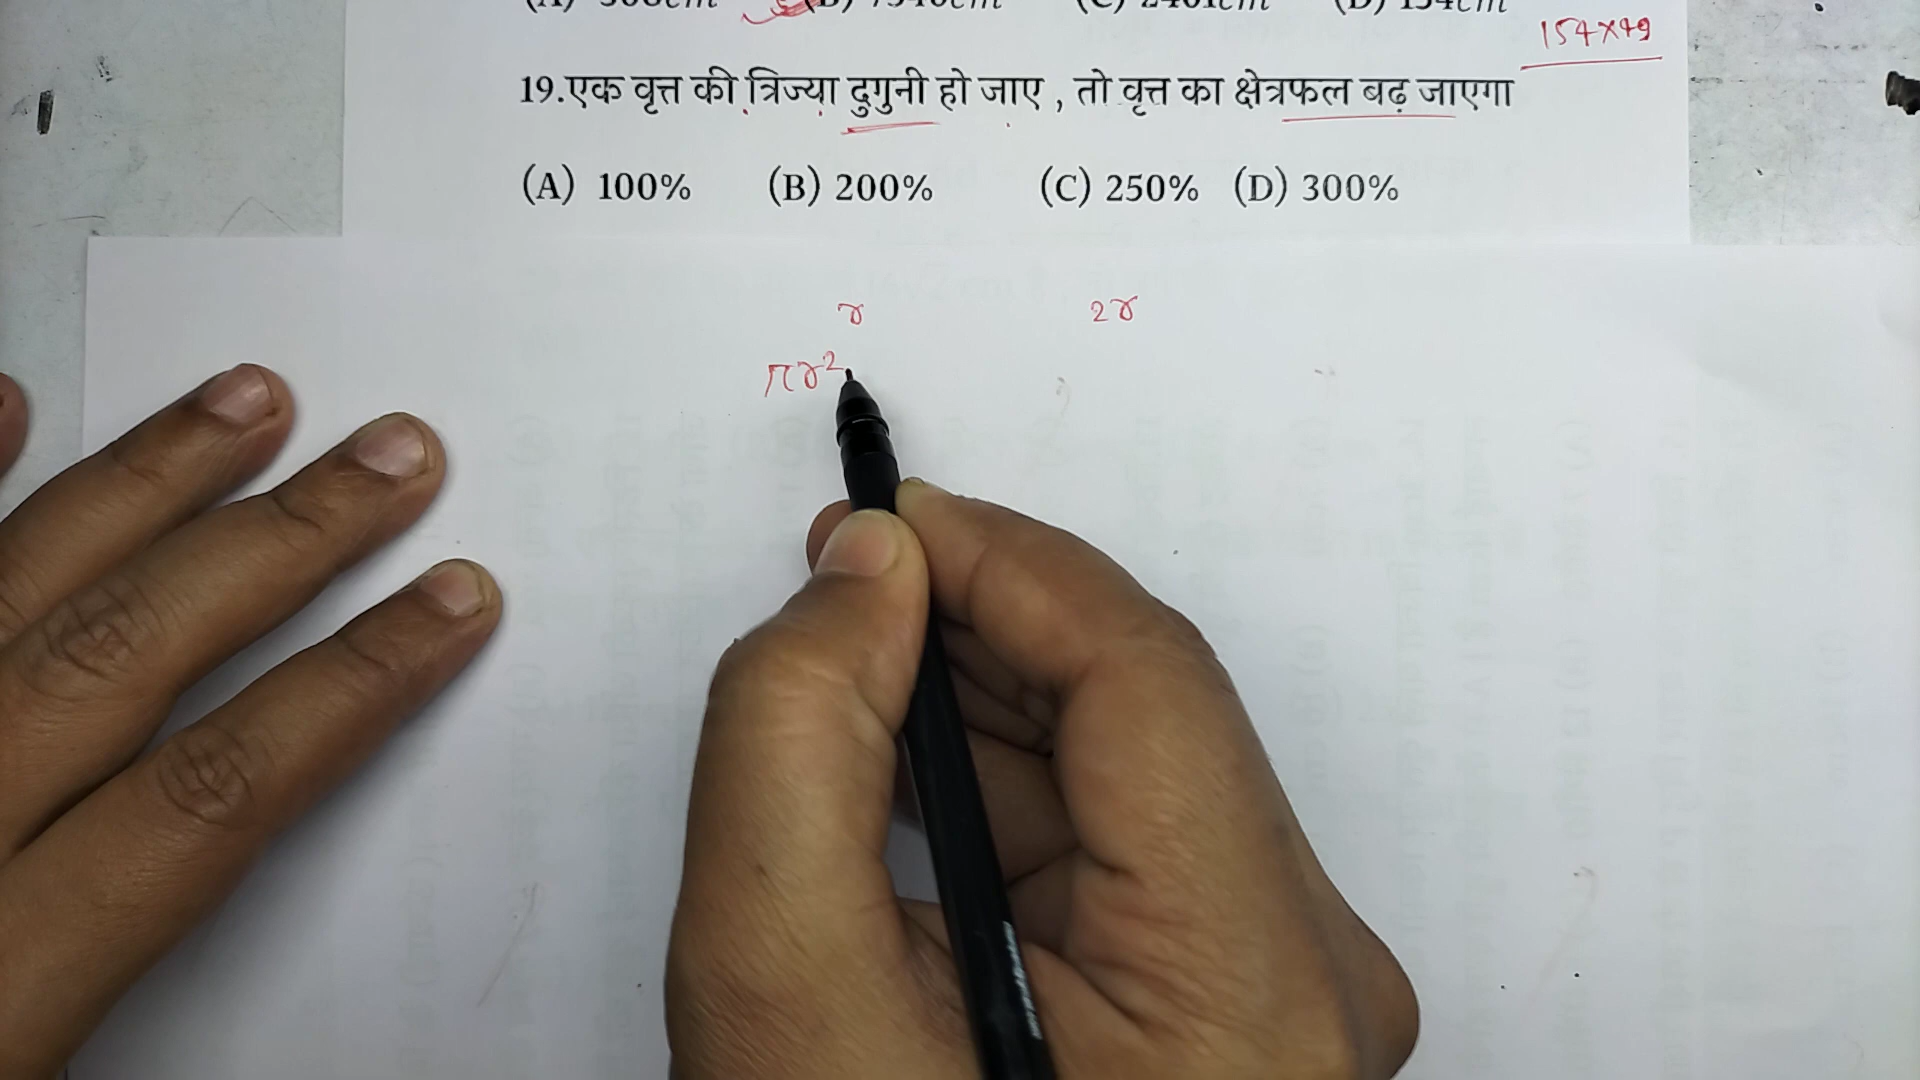 154×49
19.एक वृत्त की त्रिज्या दुगुनी हो जाए , तो वृत्त का क्षेत्रफल बढ़ जाएगा
(A) 100% (B) 200% (C) 250% (D) 300%
r 2r
πr²